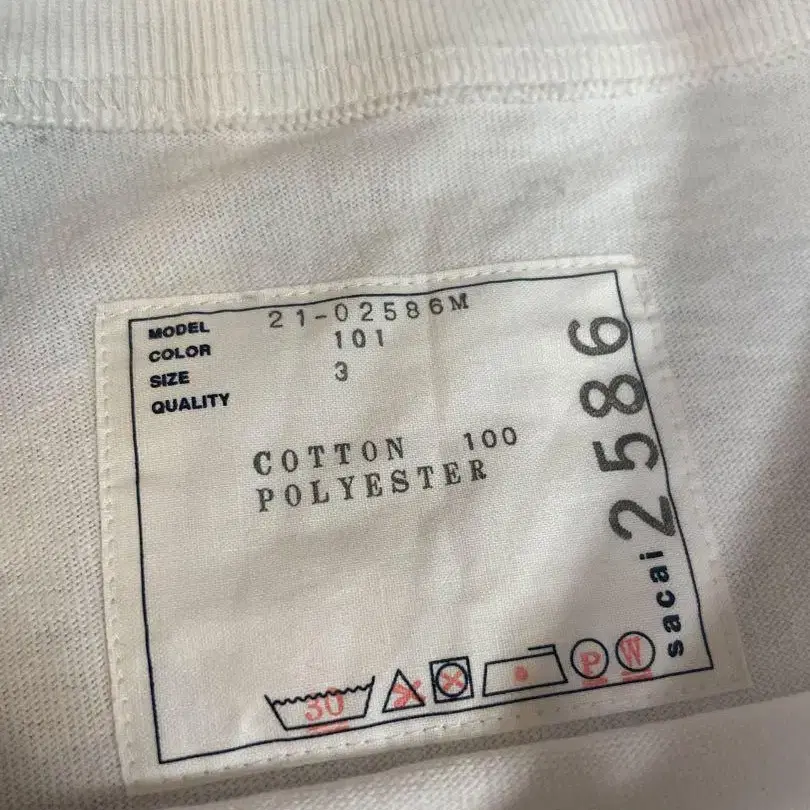 MODEL 21-02586M
COLOR 101
SIZE 3
QUALITY
COTTON 100
POLYESTER
sacai 2586
30
P
W